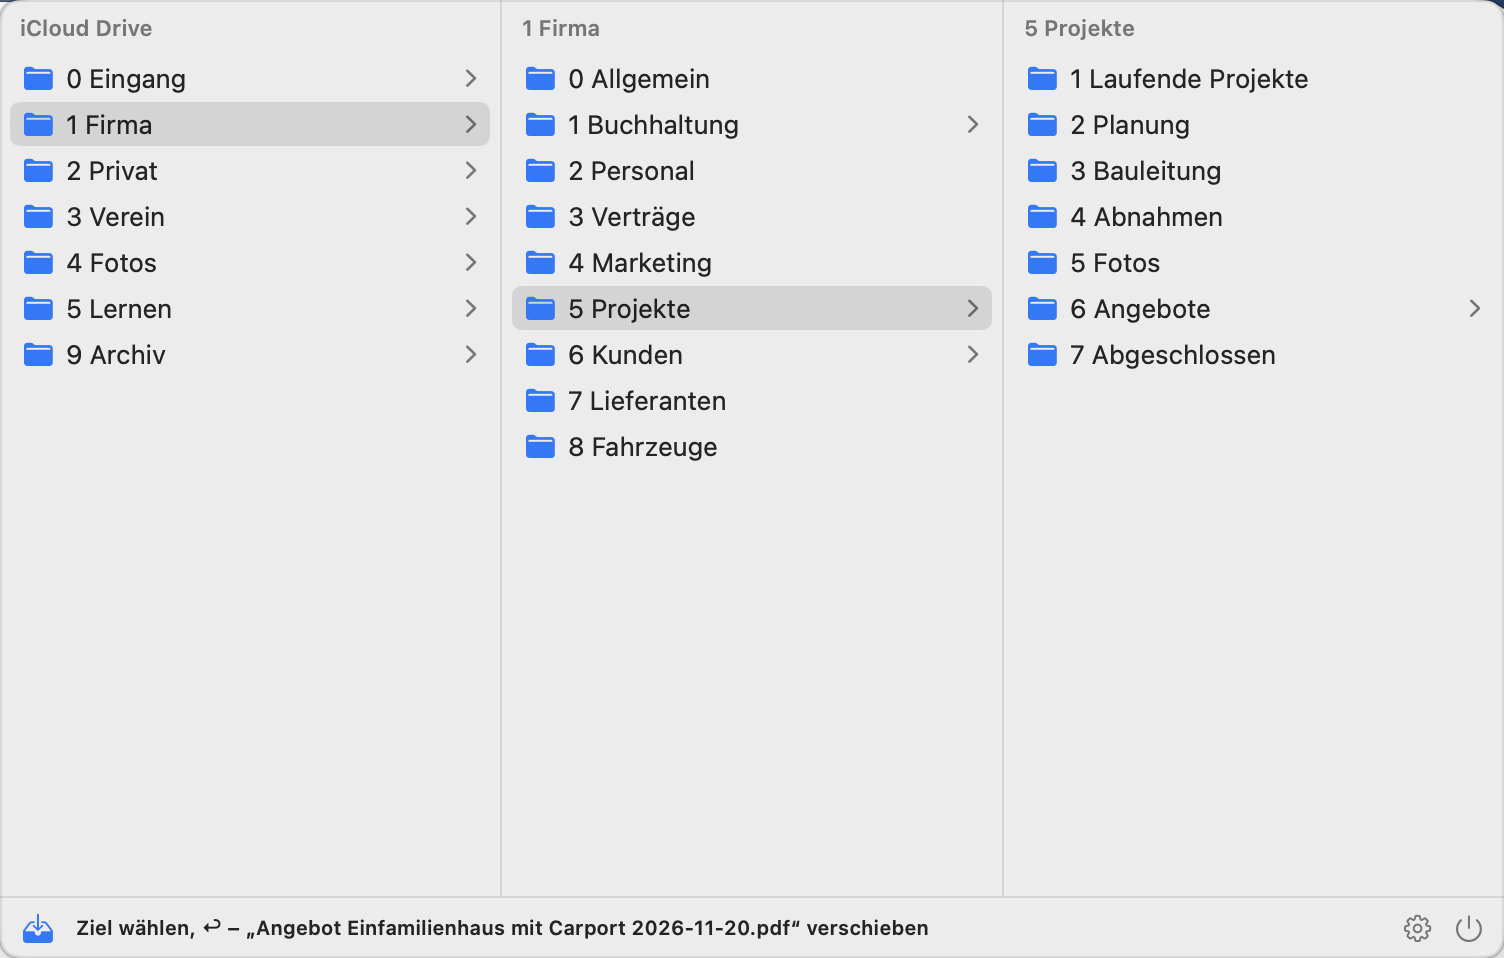 iCloud Drive
0 Eingang
1 Firma
2 Privat
3 Verein
4 Fotos
5 Lernen
9 Archiv
1 Firma
0 Allgemein
1 Buchhaltung
2 Personal
3 Verträge
4 Marketing
5 Projekte
6 Kunden
7 Lieferanten
8 Fahrzeuge
5 Projekte
1 Laufende Projekte
2 Planung
3 Bauleitung
4 Abnahmen
5 Fotos
6 Angebote
7 Abgeschlossen
Ziel wählen, ↩ – „Angebot Einfamilienhaus mit Carport 2026-11-20.pdf“ verschieben